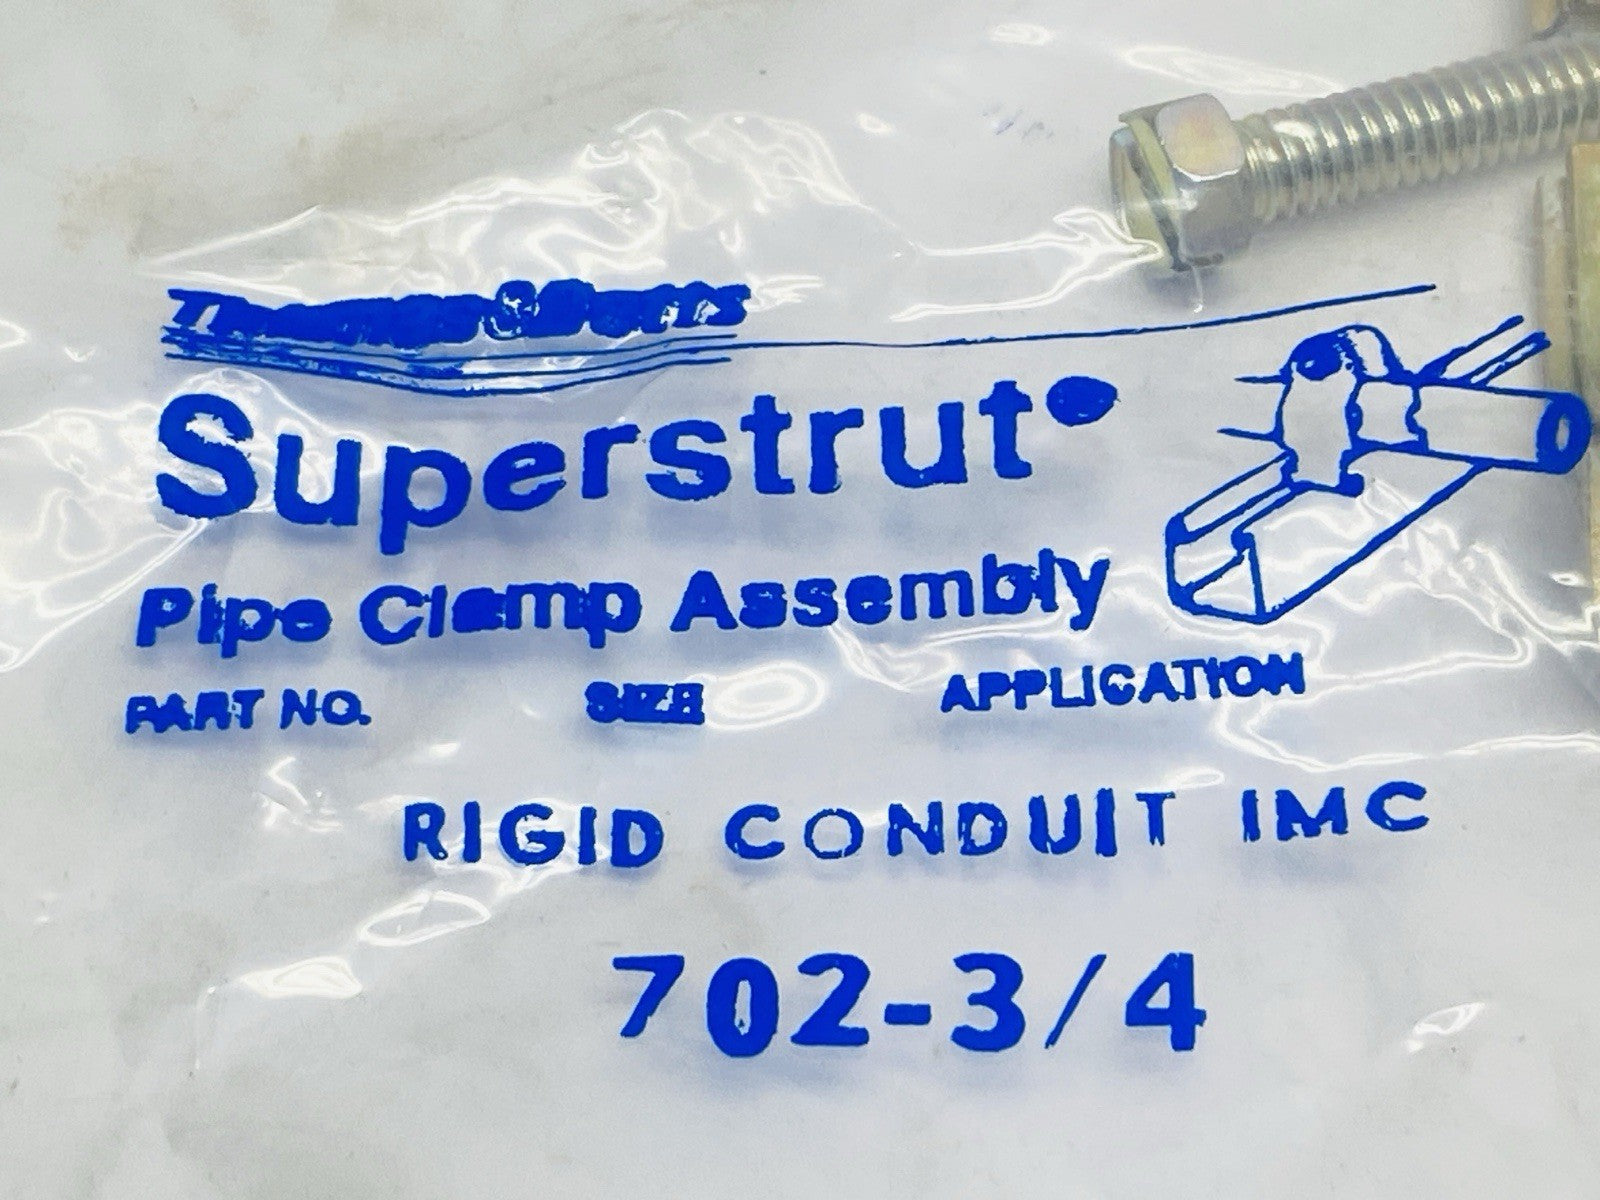 Superstrut
Pipe Clamp Assembly
PART NO. SIZE APPLICATION
RIGID CONDUIT IMC
702-3/4